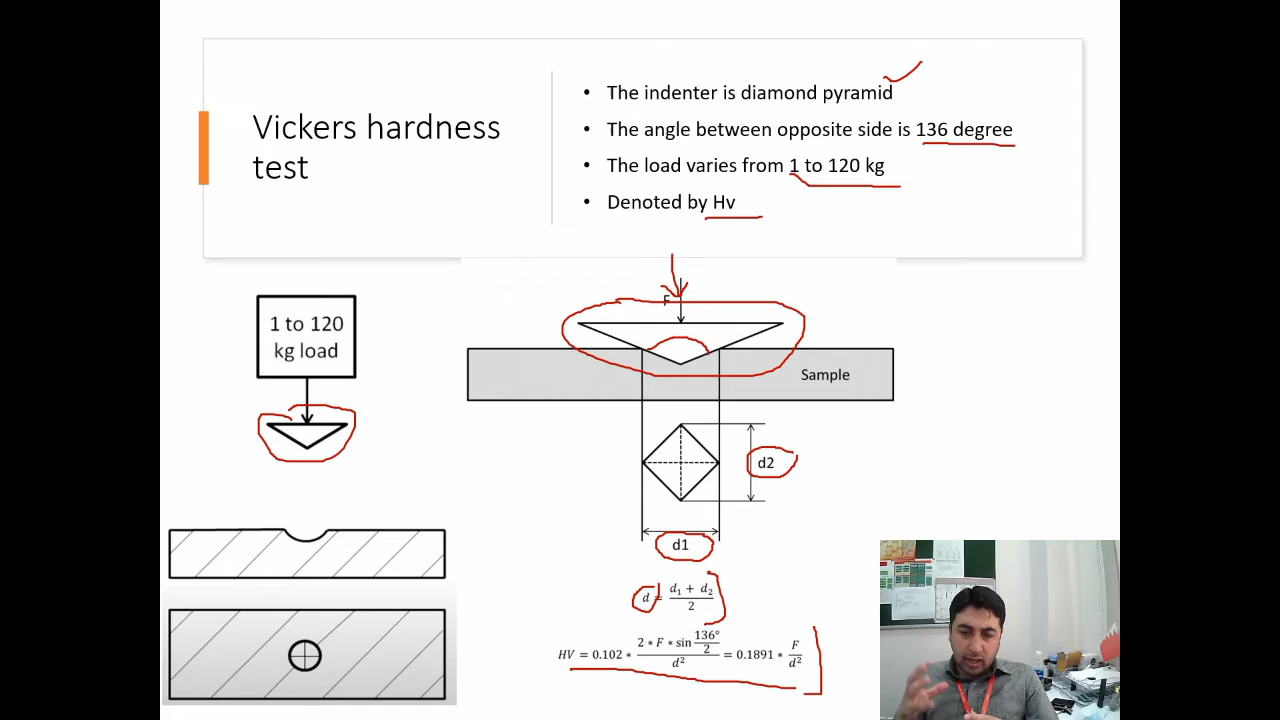 Vickers hardness
test
• The indenter is diamond pyramid
• The angle between opposite side is 136 degree
• The load varies from 1 to 120 kg
• Denoted by Hv
1 to 120
kg load
F
Sample
d2
d1
d = (d₁ + d₂)/2
HV = 0.102 * (2 * F * sin (136°/2))/d² = 0.1891 * F/d²